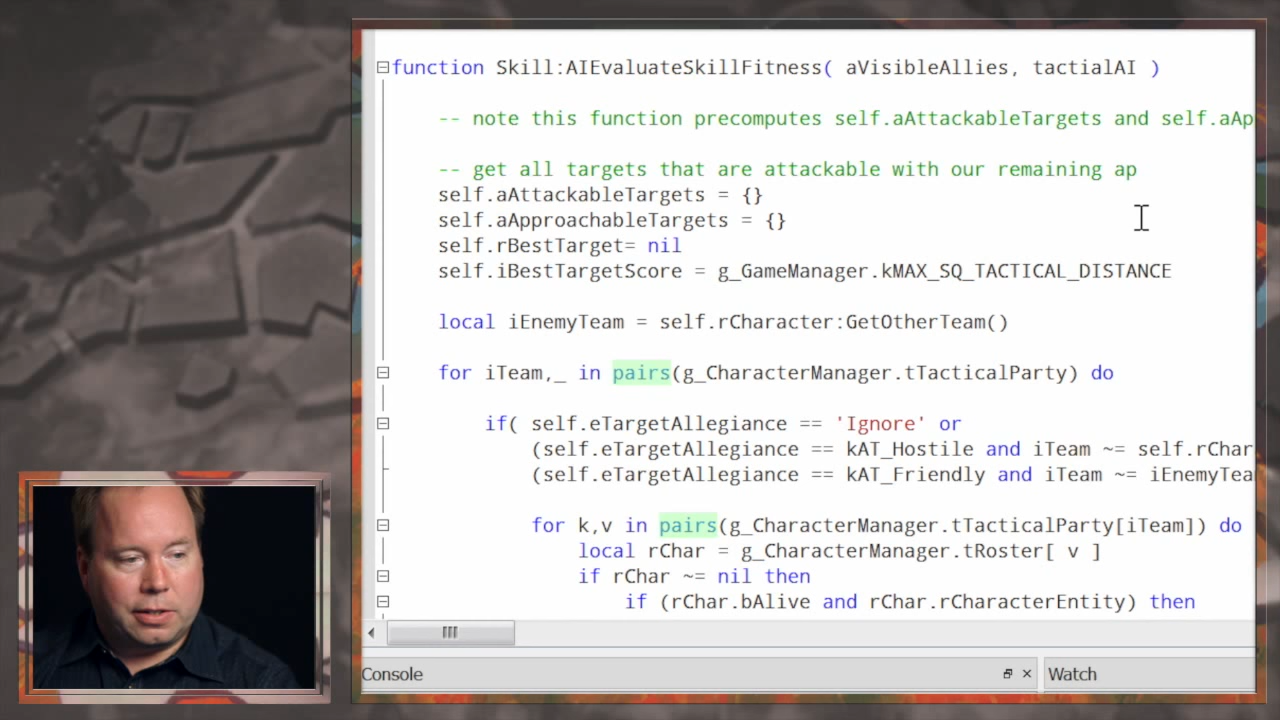 function Skill:AIEvaluateSkillFitness( aVisibleAllies, tactialAI )
-- note this function precomputes self.aAttackableTargets and self.aAp
-- get all targets that are attackable with our remaining ap
self.aAttackableTargets = {}
self.aApproachableTargets = {}
self.rBestTarget= nil
self.iBestTargetScore = g_GameManager.kMAX_SQ_TACTICAL_DISTANCE
local iEnemyTeam = self.rCharacter:GetOtherTeam()
for iTeam,_ in pairs(g_CharacterManager.tTacticalParty) do
if( self.eTargetAllegiance == 'Ignore' or
(self.eTargetAllegiance == kAT_Hostile and iTeam ~= self.rChar
(self.eTargetAllegiance == kAT_Friendly and iTeam ~= iEnemyTea
for k,v in pairs(g_CharacterManager.tTacticalParty[iTeam]) do
local rChar = g_CharacterManager.tRoster[ v ]
if rChar ~= nil then
if (rChar.bAlive and rChar.rCharacterEntity) then
Console
Watch